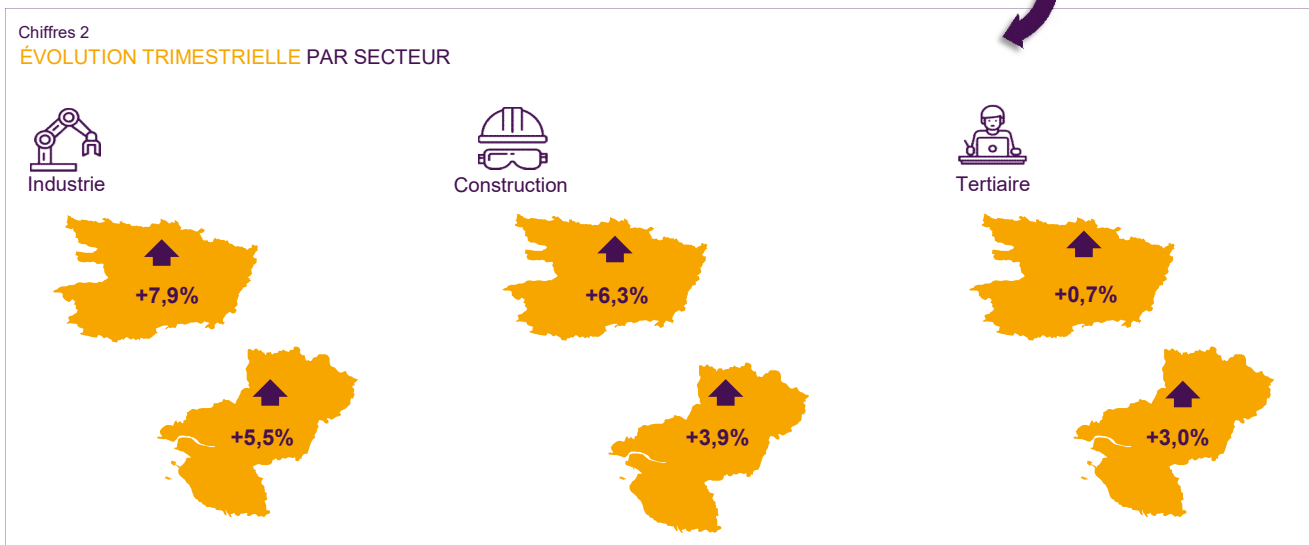 Chiffres 2
ÉVOLUTION TRIMESTRIELLE PAR SECTEUR
Industrie
Construction
Tertiaire
+7,9%
+6,3%
+0,7%
+5,5%
+3,9%
+3,0%